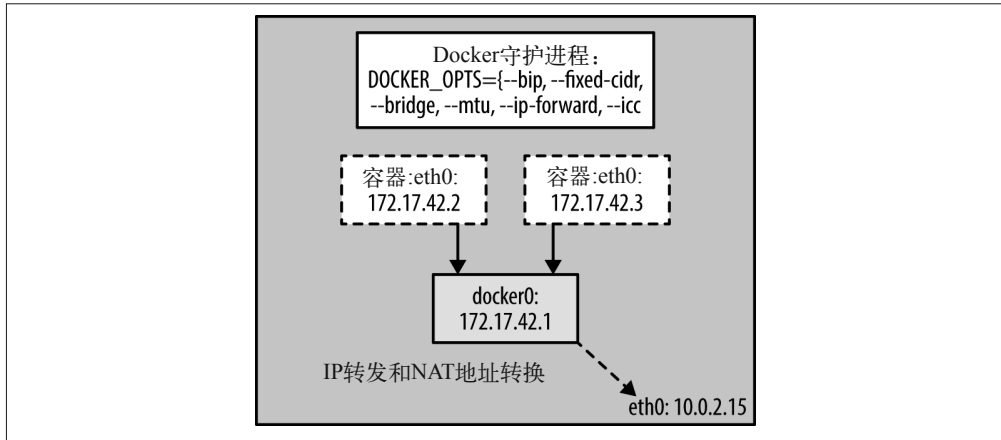 Docker守护进程:
DOCKER_OPTS={--bip, --fixed-cidr,
--bridge, --mtu, --ip-forward, --icc
容器:eth0:
172.17.42.2
容器:eth0:
172.17.42.3
docker0:
172.17.42.1
IP转发和NAT地址转换
eth0: 10.0.2.15